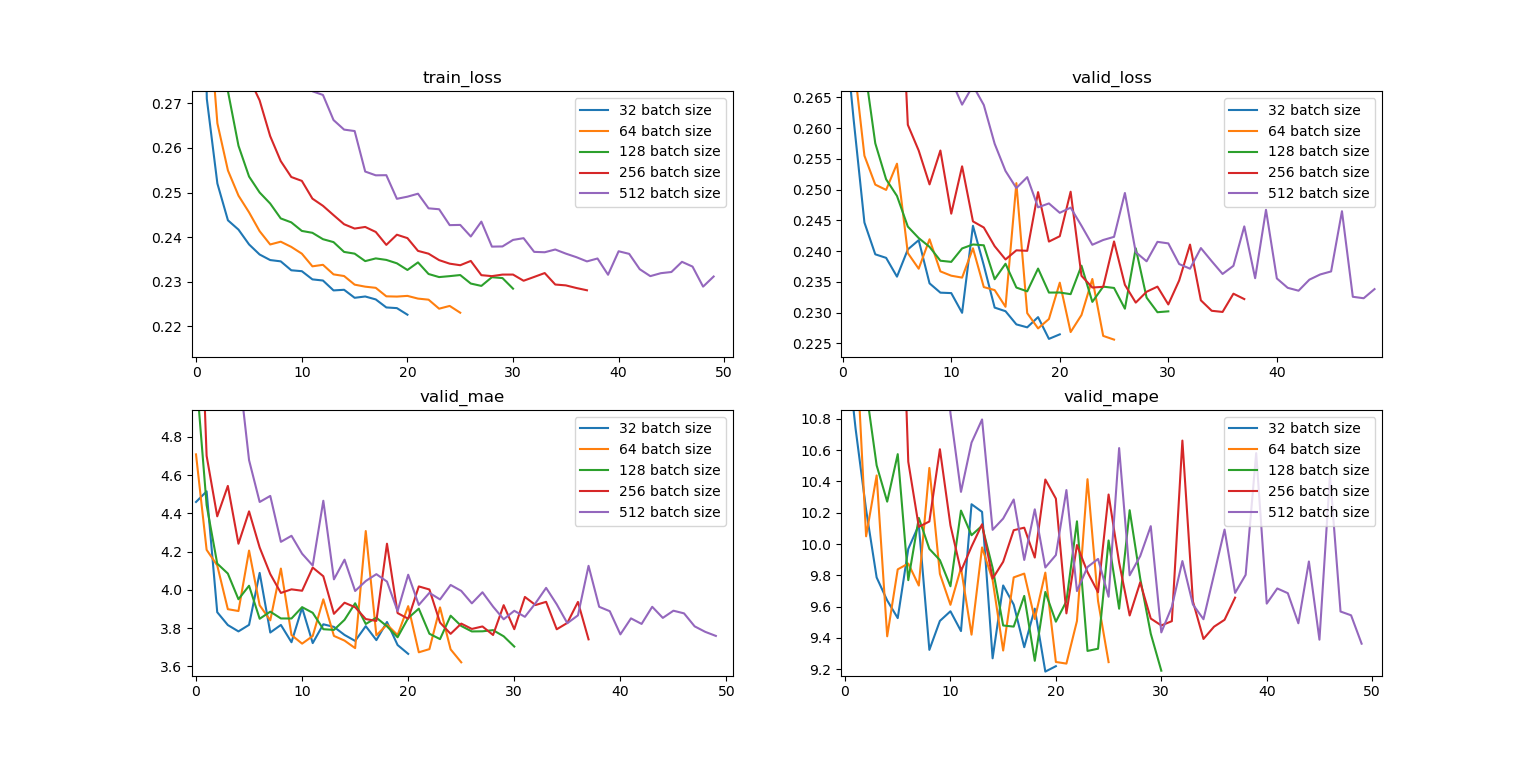 train_loss
0.27
0.26
0.25
0.24
0.23
0.22
0 10 20 30 40 50
32 batch size
64 batch size
128 batch size
256 batch size
512 batch size
valid_loss
0.265
0.260
0.255
0.250
0.245
0.240
0.235
0.230
0.225
0 10 20 30 40
32 batch size
64 batch size
128 batch size
256 batch size
512 batch size
valid_mae
4.8
4.6
4.4
4.2
4.0
3.8
3.6
0 10 20 30 40 50
32 batch size
64 batch size
128 batch size
256 batch size
512 batch size
valid_mape
10.8
10.6
10.4
10.2
10.0
9.8
9.6
9.4
9.2
0 10 20 30 40 50
32 batch size
64 batch size
128 batch size
256 batch size
512 batch size